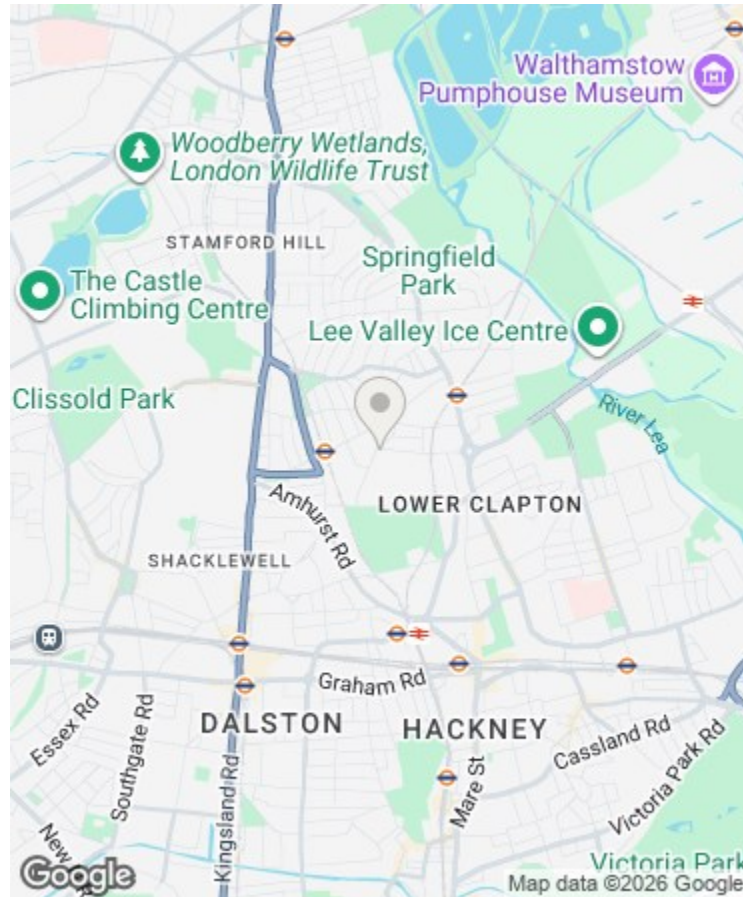 Walthamstow
Pumphouse Museum
Woodberry Wetlands,
London Wildlife Trust
STAMFORD HILL
Springfield
Park
The Castle
Climbing Centre
Lee Valley Ice Centre
Clissold Park
River Lea
LOWER CLAPTON
Amhurst Rd
SHACKLEWELL
Graham Rd
Essex Rd
Southgate Rd
DALSTON
HACKNEY
Cassland Rd
Kingsland Rd
Mare St
Victoria Park Rd
Victoria Park
Google
Map data ©2026 Google